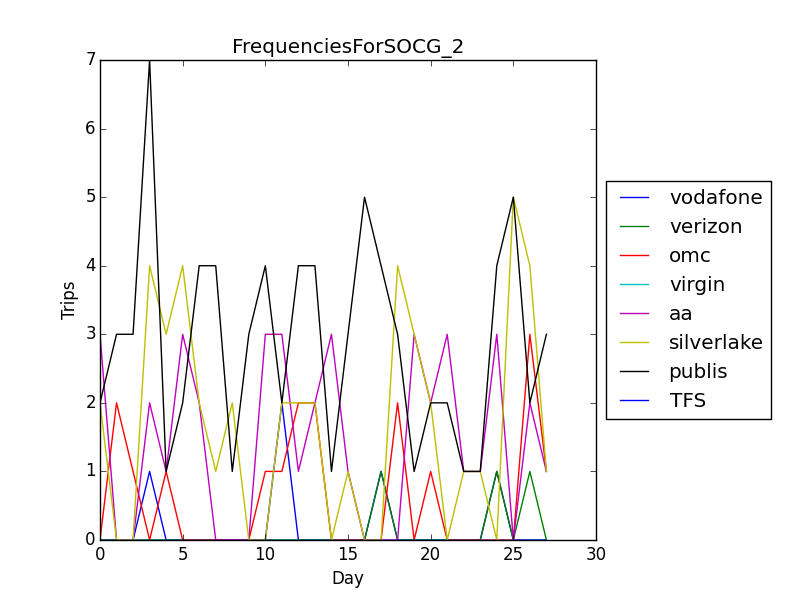 FrequenciesForSOCG_2
Trips
7
6
5
4
3
2
1
0
0 5 10 15 20 25 30
Day
vodafone
verizon
omc
virgin
aa
silverlake
publis
TFS